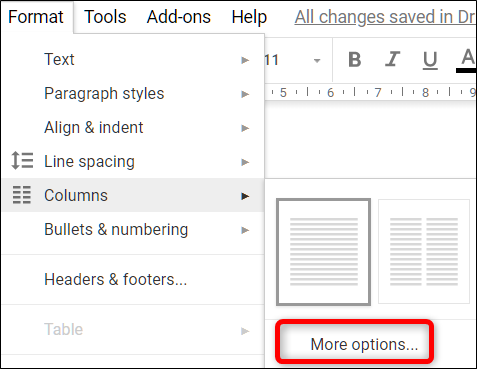 Format Tools Add-ons Help All changes saved in Dr
11 B I U A
5 6 7 8 9
Text
Paragraph styles
Align & indent
Line spacing
Columns
Bullets & numbering
Headers & footers...
Table
More options...